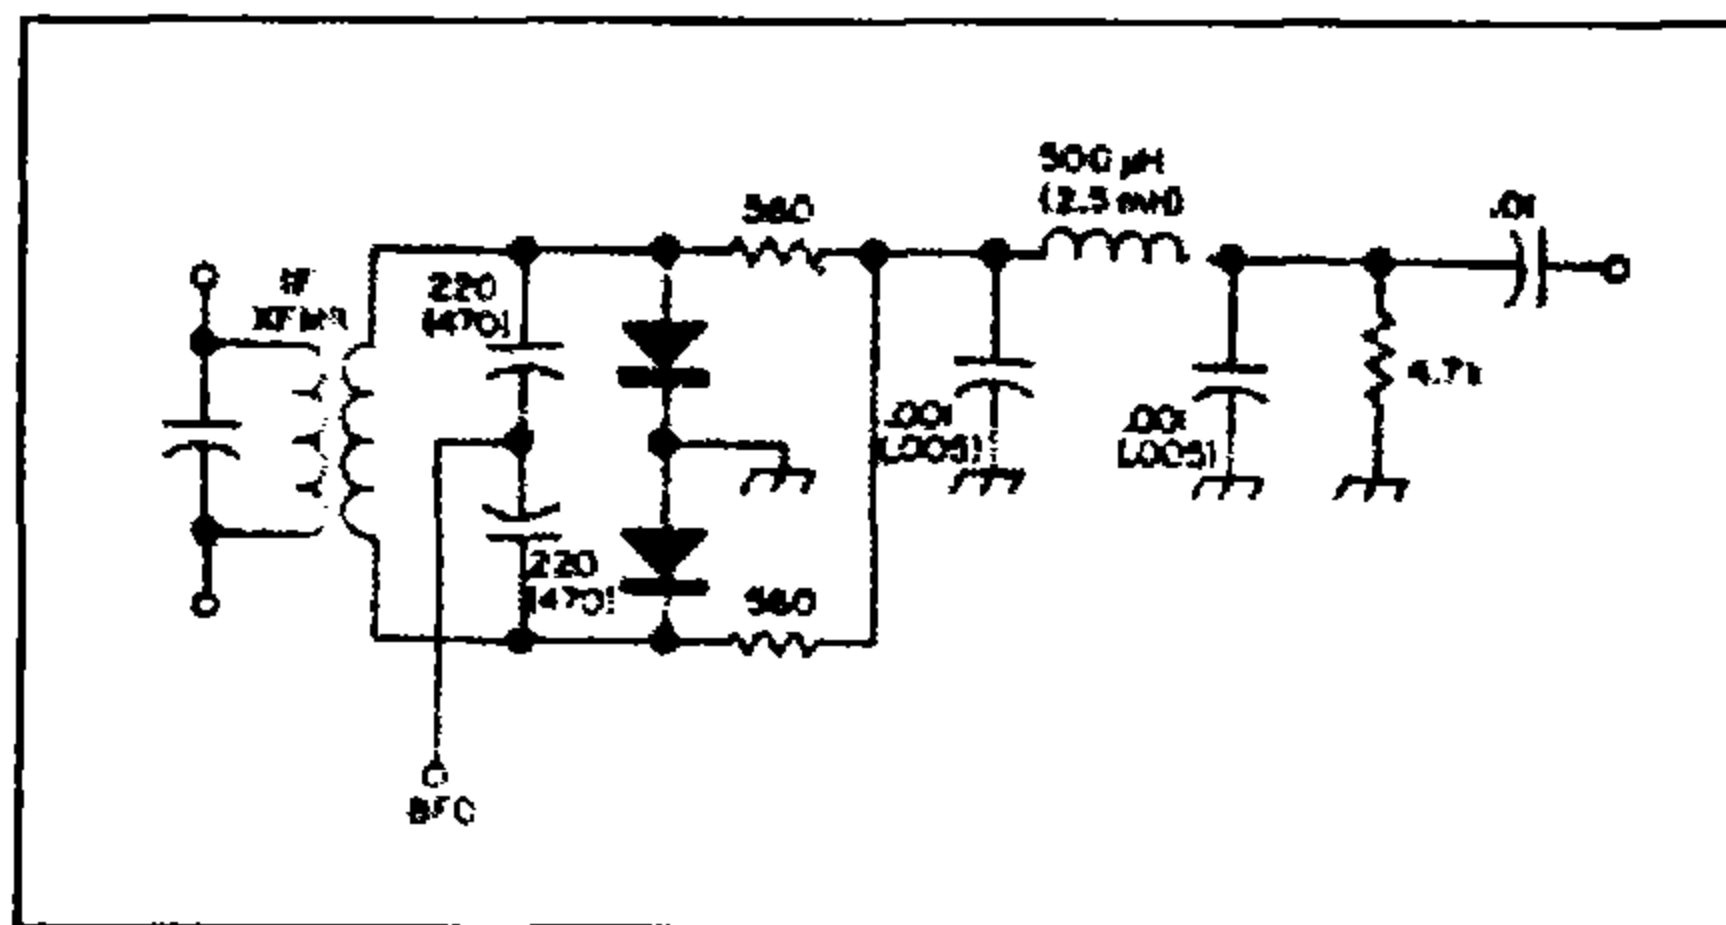 IF
XFMR
220
(470)
560
500 µH
(2.5 mH)
.01
.001
(.005)
.001
(.005)
4.7k
220
(470)
560
BFO